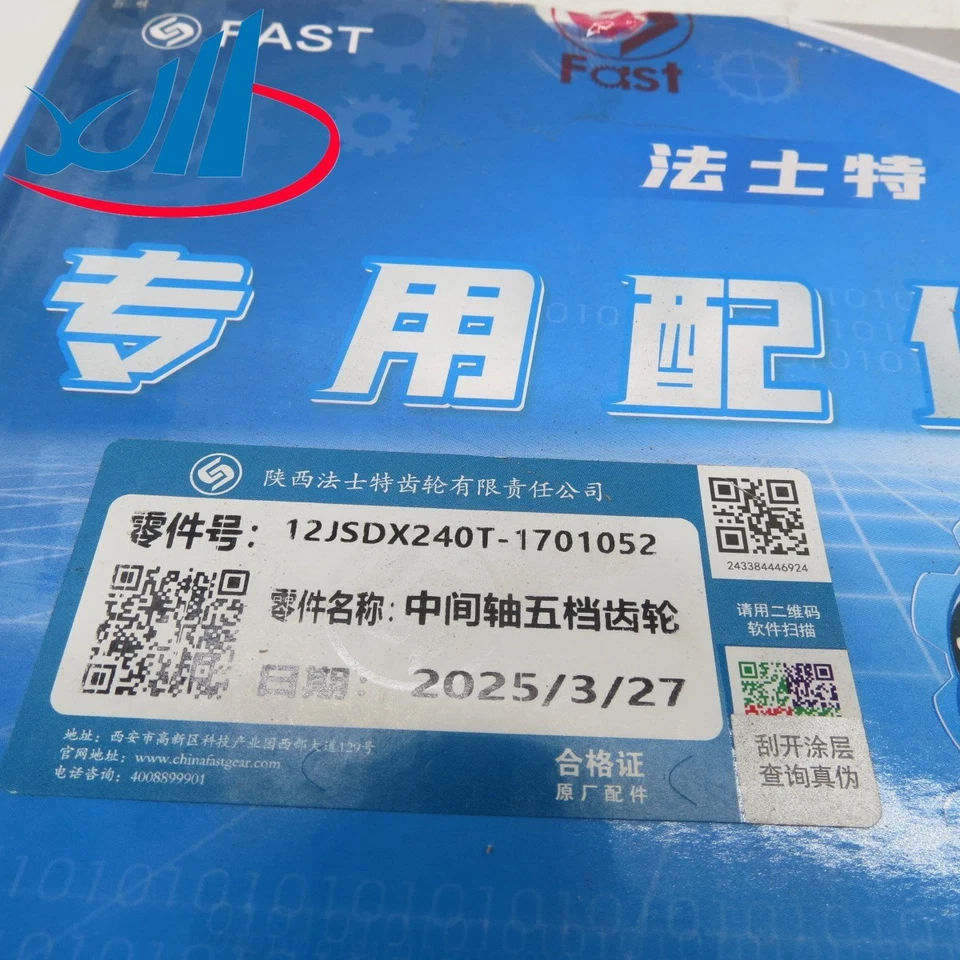 FAST
Fast
法士特
专用配
陕西法士特齿轮有限责任公司
零件号：12JSDX240T-1701052
零件名称：中间轴五档齿轮
日期：2025/3/27
243384446924
请用二维码
软件扫描
刮开涂层
查询真伪
地址：西安市高新区科技产业园西部大道129号
官网地址：www.chinafastgear.com
电话咨询：4008899901
合格证
原厂配件